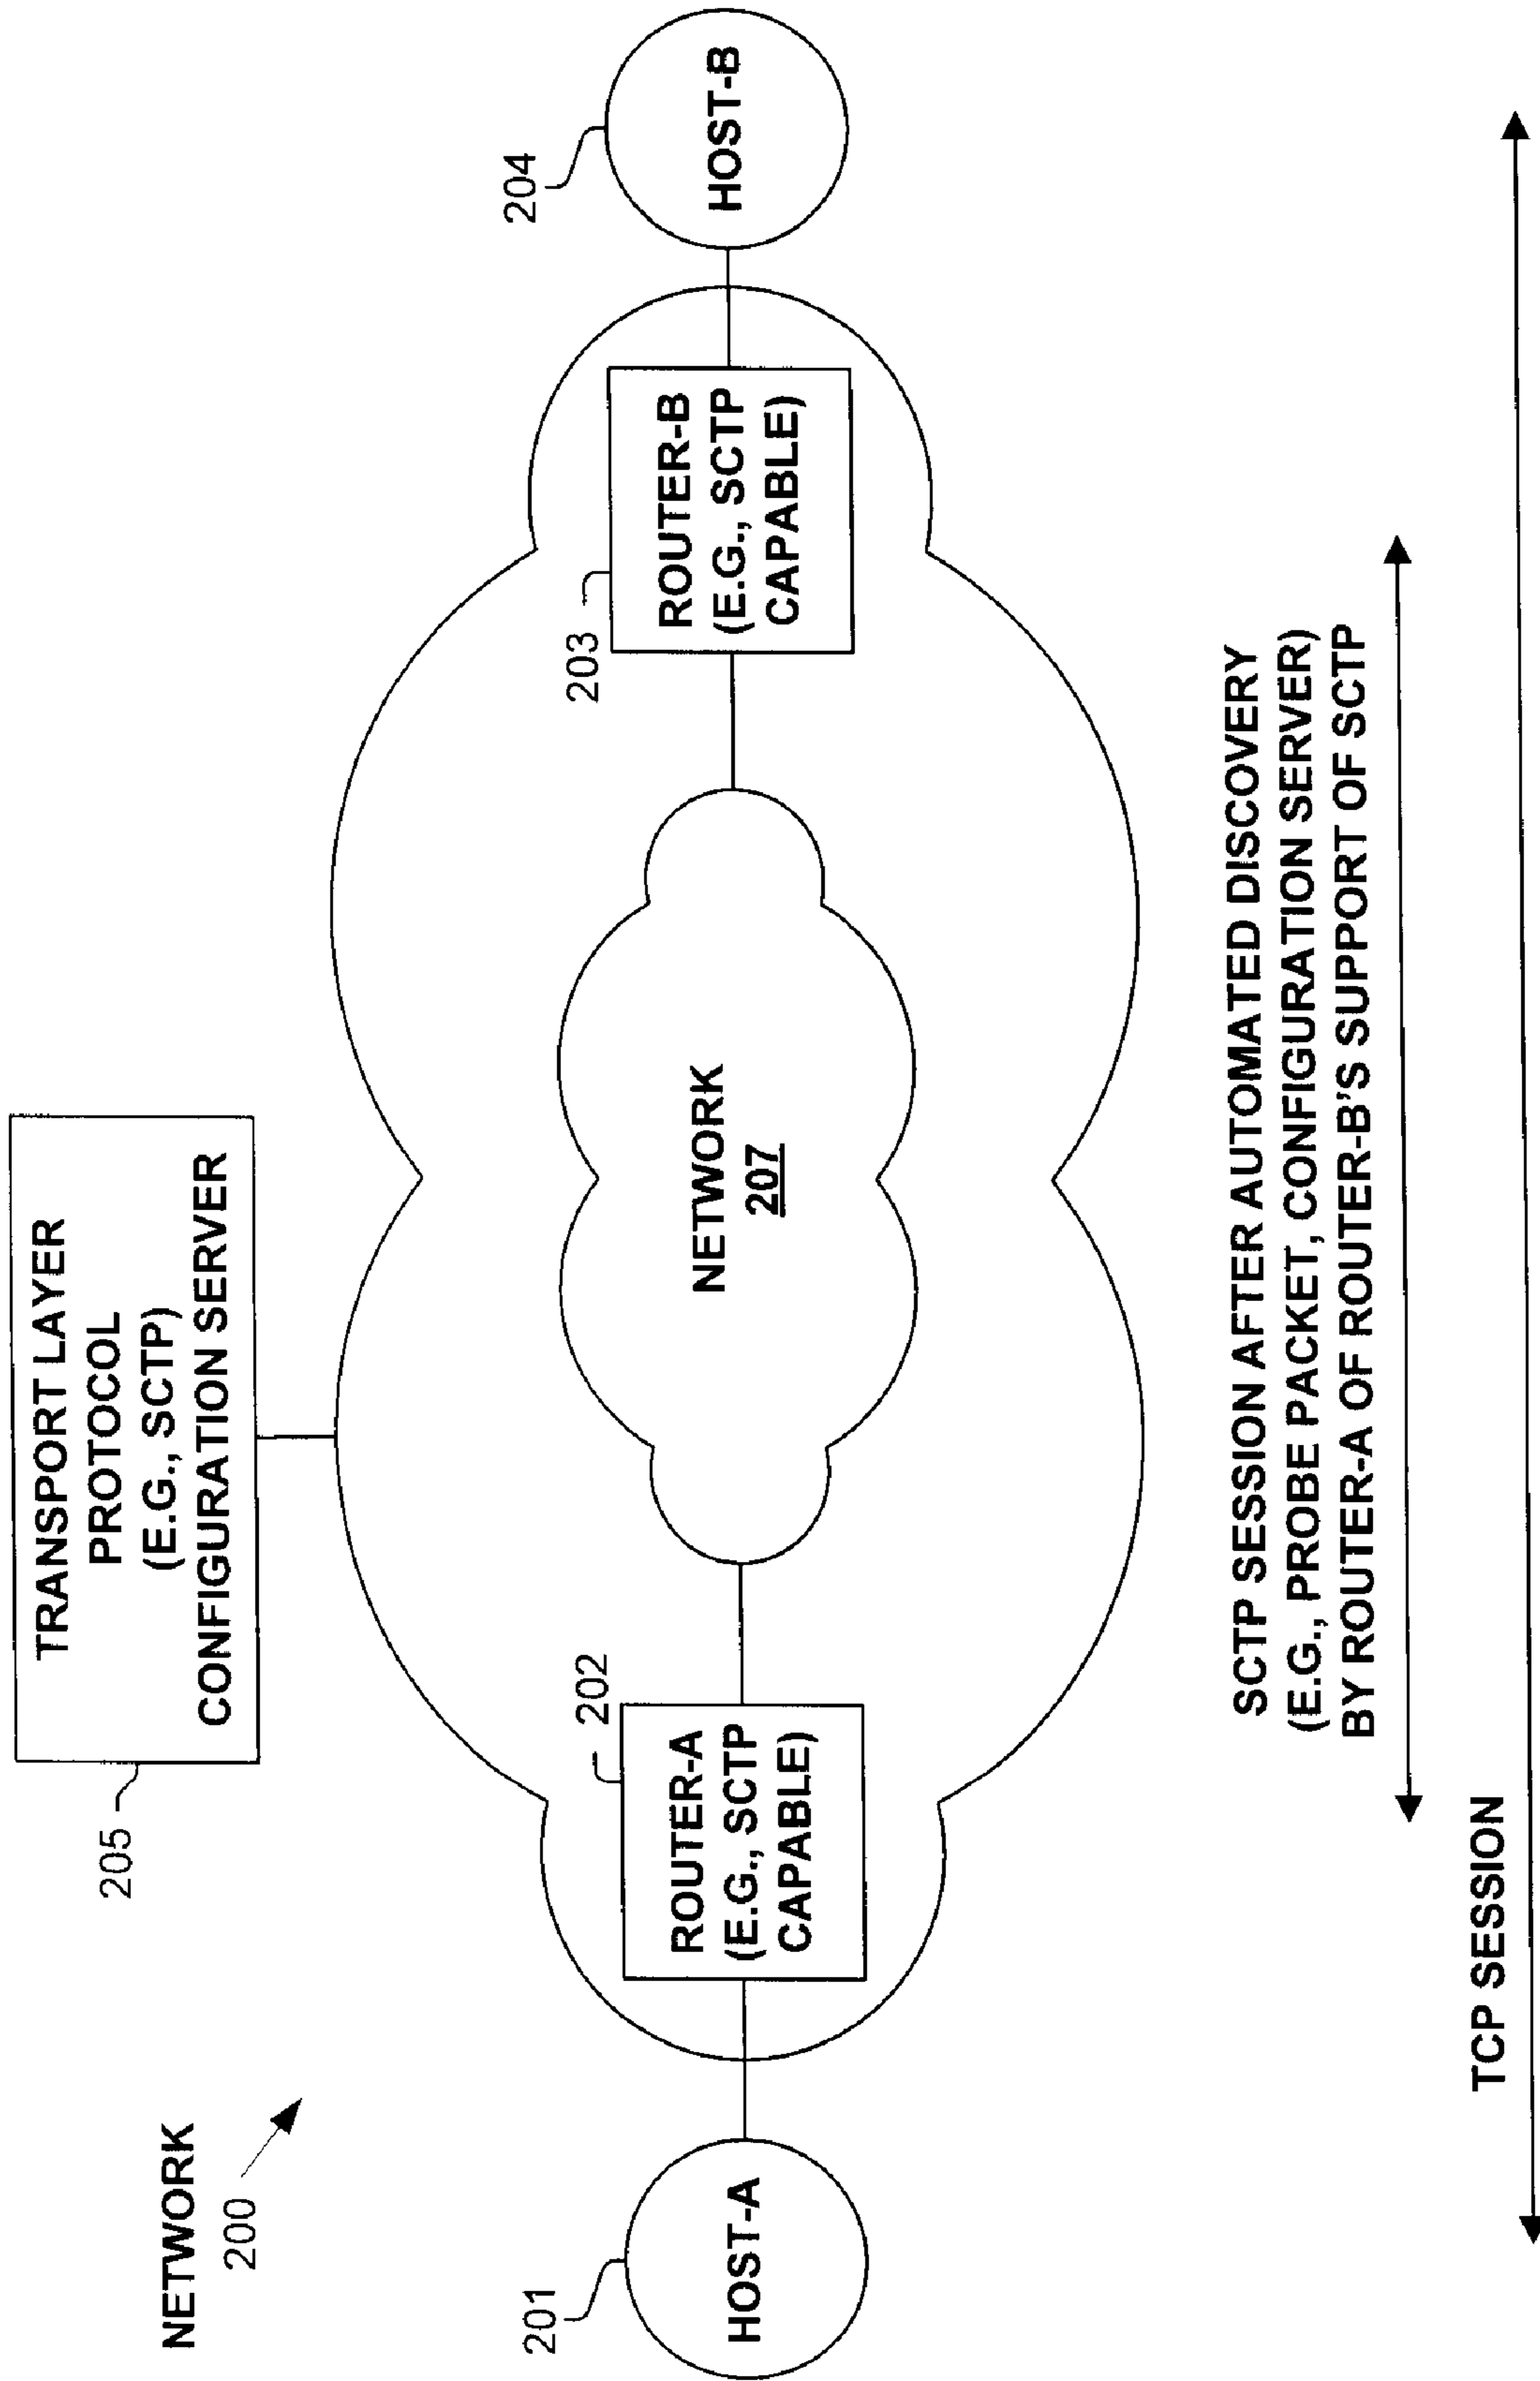 TRANSPORT LAYER
PROTOCOL
(E.G., SCTP)
CONFIGURATION SERVER
205
NETWORK
200
201
HOST-A
202
ROUTER-A
(E.G., SCTP
CAPABLE)
NETWORK
207
203
ROUTER-B
(E.G., SCTP
CAPABLE)
204
HOST-B
SCTP SESSION AFTER AUTOMATED DISCOVERY
(E.G., PROBE PACKET, CONFIGURATION SERVER)
BY ROUTER-A OF ROUTER-B'S SUPPORT OF SCTP
TCP SESSION